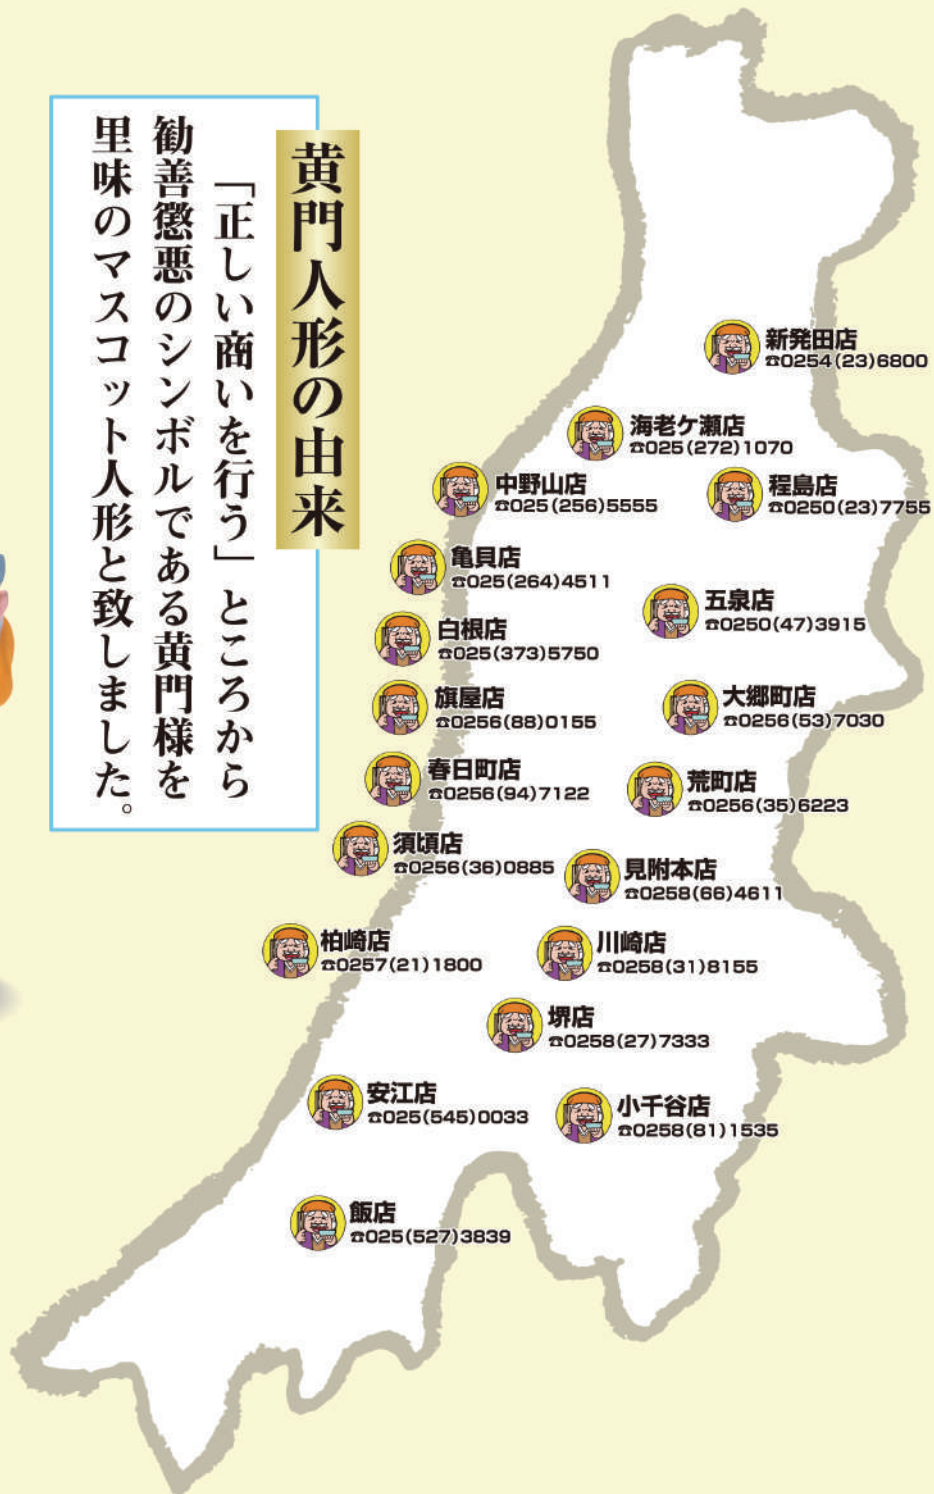 黄門人形の由来
「正しい商いを行う」ところから
勧善懲悪のシンボルである黄門様を
里味のマスコット人形と致しました。
新発田店
☎0254(23)6800
海老ケ瀬店
☎025(272)1070
中野山店
☎025(256)5555
程島店
☎0250(23)7755
亀貝店
☎025(264)4511
五泉店
☎0250(47)3915
白根店
☎025(373)5750
旗屋店
☎0256(88)0155
大郷町店
☎0256(53)7030
春日町店
☎0256(94)7122
荒町店
☎0256(35)6223
須頃店
☎0256(36)0885
見附本店
☎0258(66)4611
柏崎店
☎0257(21)1800
川崎店
☎0258(31)8155
堺店
☎0258(27)7333
安江店
☎025(545)0033
小千谷店
☎0258(81)1535
飯店
☎025(527)3839